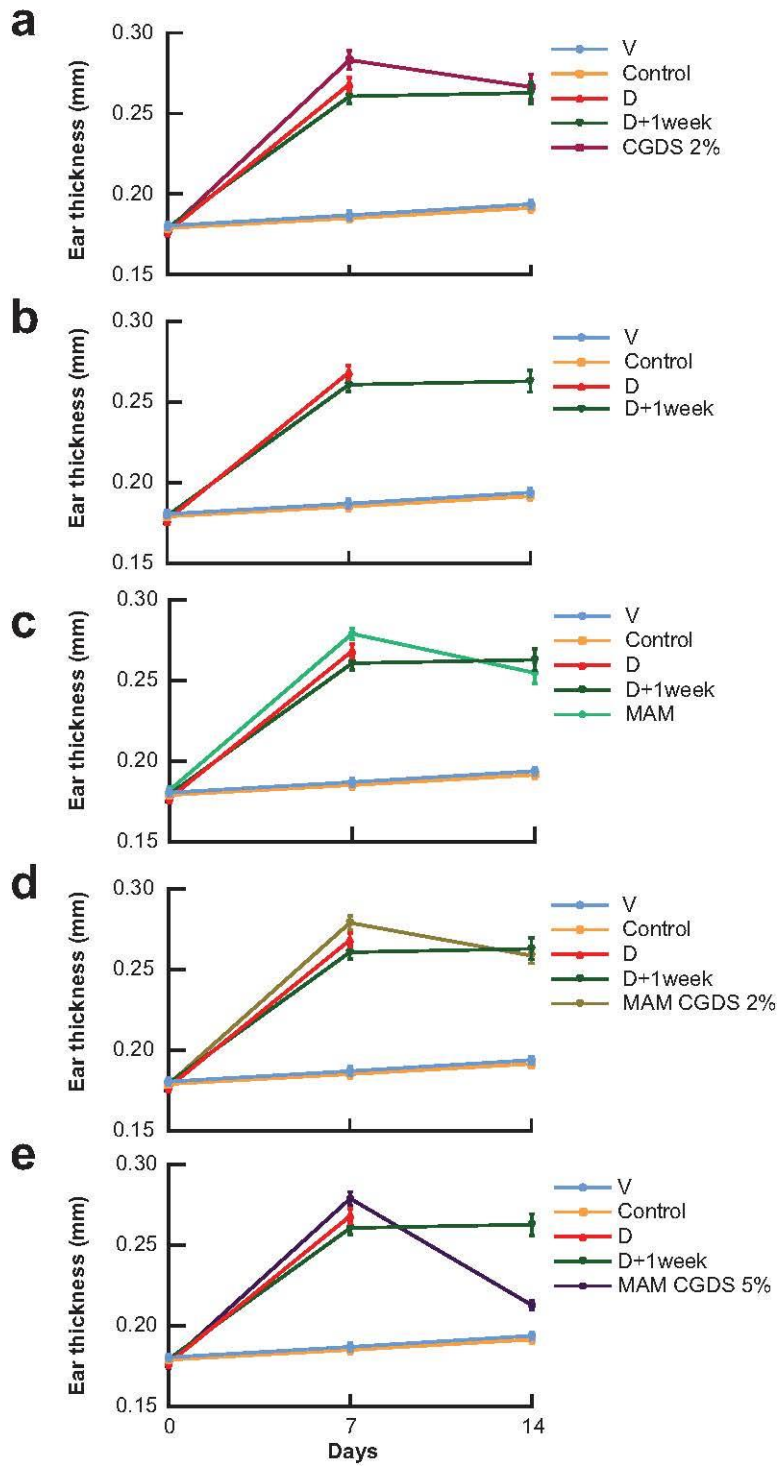 a
Ear thickness (mm)
0.30
0.25
0.20
0.15
V
Control
D
D+1week
CGDS 2%
b
Ear thickness (mm)
0.30
0.25
0.20
0.15
V
Control
D
D+1week
c
Ear thickness (mm)
0.30
0.25
0.20
0.15
V
Control
D
D+1week
MAM
d
Ear thickness (mm)
0.30
0.25
0.20
0.15
V
Control
D
D+1week
MAM CGDS 2%
e
Ear thickness (mm)
0.30
0.25
0.20
0.15
V
Control
D
D+1week
MAM CGDS 5%
0 7 14
Days